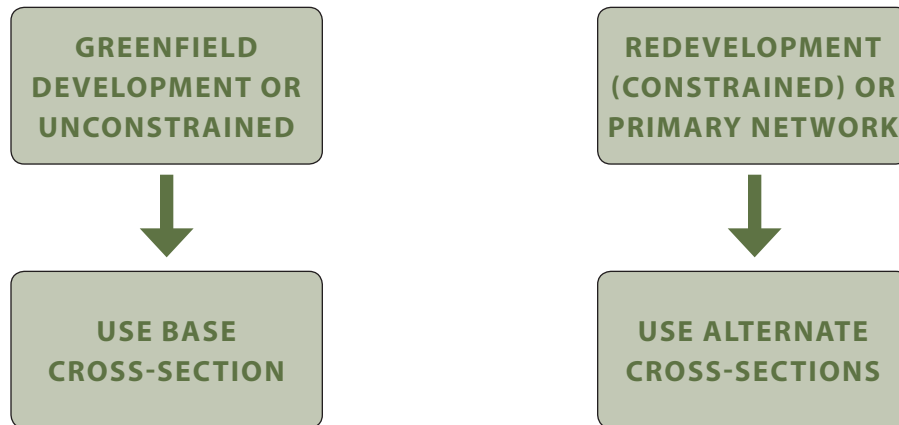 GREENFIELD
DEVELOPMENT OR
UNCONSTRAINED
USE BASE
CROSS-SECTION
REDEVELOPMENT
(CONSTRAINED) OR
PRIMARY NETWORK
USE ALTERNATE
CROSS-SECTIONS